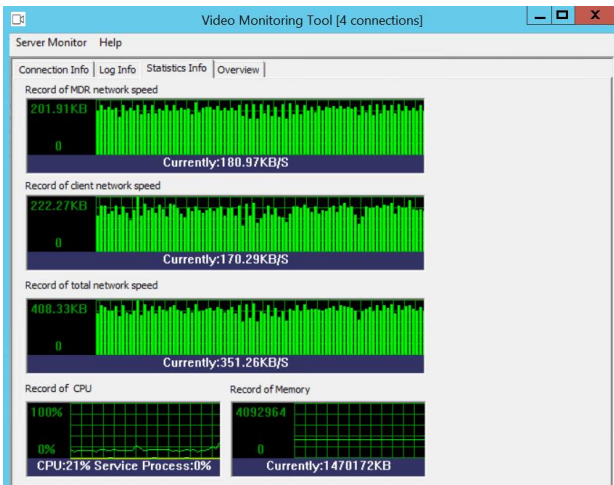 Video Monitoring Tool [4 connections]
Server Monitor Help
Connection Info Log Info Statistics Info Overview
Record of MDR network speed
201.91KB
0
Currently:180.97KB/S
Record of client network speed
222.27KB
0
Currently:170.29KB/S
Record of total network speed
408.33KB
0
Currently:351.26KB/S
Record of CPU Record of Memory
100% 4092964
0% 0
CPU:21% Service Process:0% Currently:1470172KB